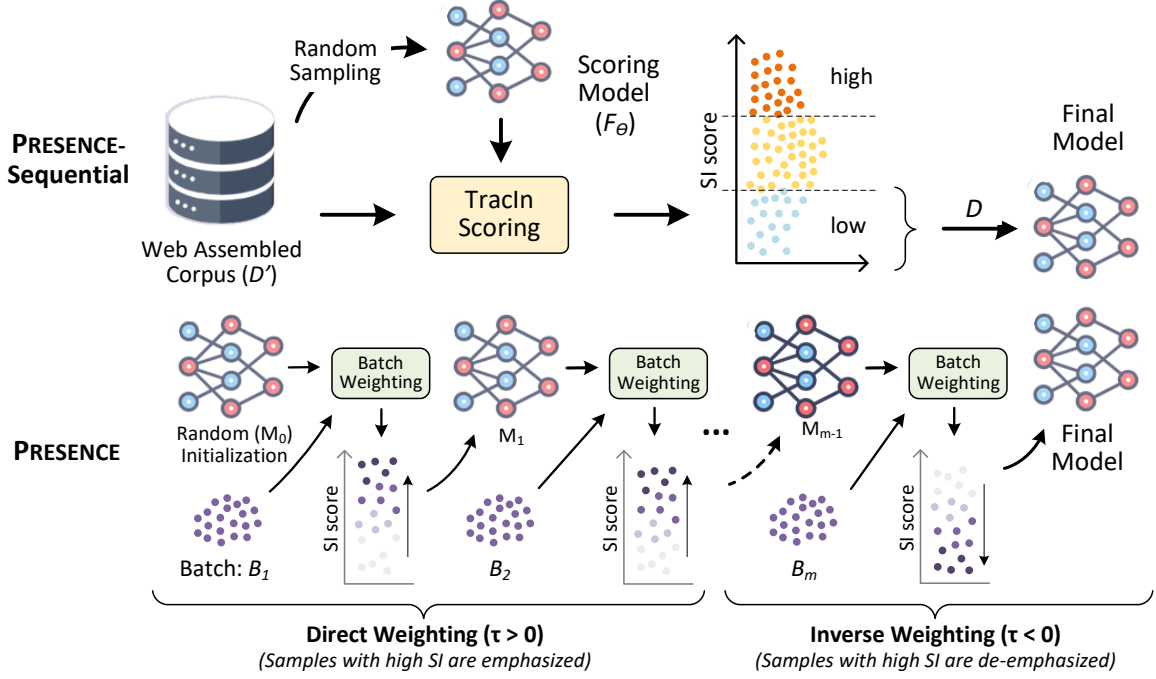 Random
Sampling
Scoring
Model
(Fθ)
PRESENCE-
Sequential
Web Assembled
Corpus (D')
TracIn
Scoring
SI score
high
low
D
Final
Model
PRESENCE
Random (M0)
Initialization
Batch
Weighting
M1
Batch
Weighting
...
Mm-1
Batch
Weighting
Final
Model
Batch: B1
SI score
B2
SI score
Bm
SI score
Direct Weighting (τ > 0)
(Samples with high SI are emphasized)
Inverse Weighting (τ < 0)
(Samples with high SI are de-emphasized)